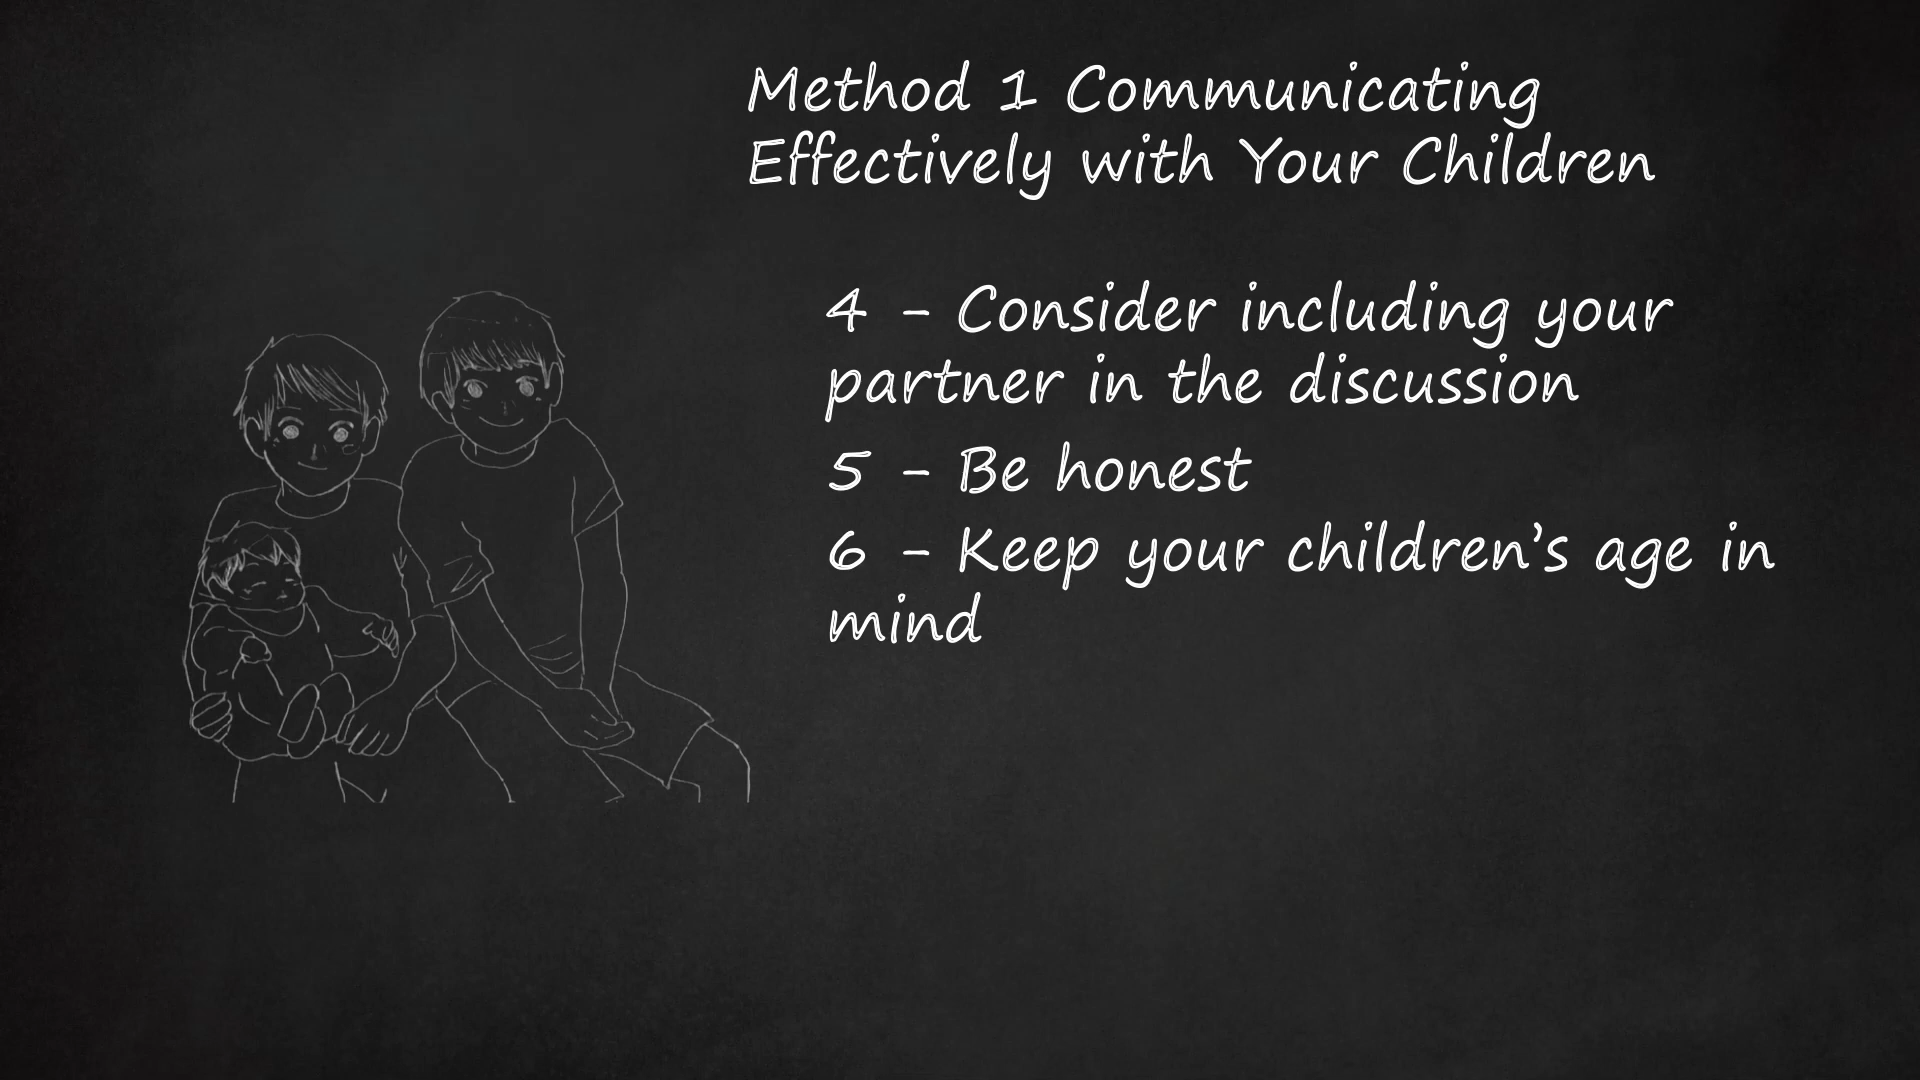 Method 1 Communicating
Effectively with Your Children
4 - Consider including your
partner in the discussion
5 - Be honest
6 - Keep your children’s age in
mind